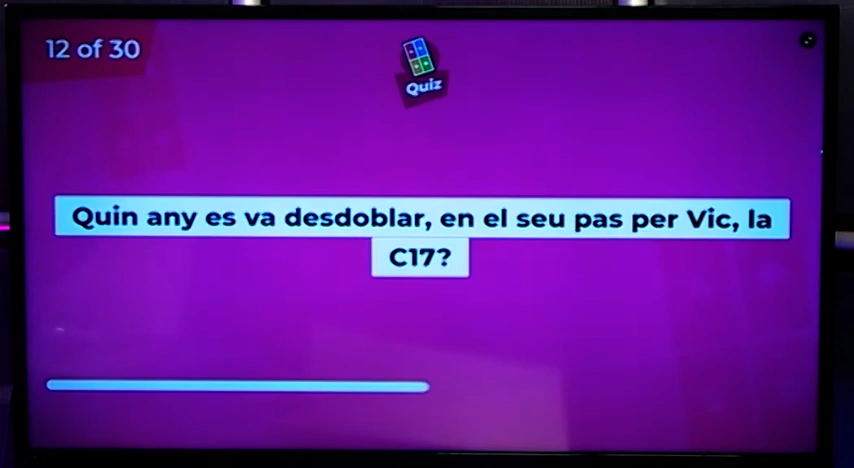 12 of 30
Quiz
Quin any es va desdoblar, en el seu pas per Vic, la
C17?